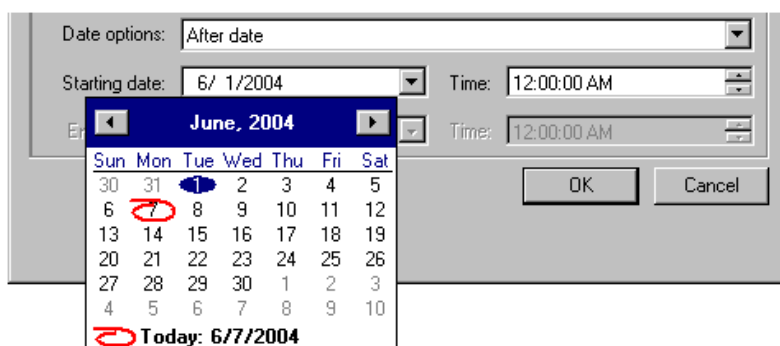 Date options: After date
Starting date: 6/ 1/2004 Time: 12:00:00 AM
Time: 12:00:00 AM
June, 2004
Sun Mon Tue Wed Thu Fri Sat
30 31 1 2 3 4 5
6 7 8 9 10 11 12
13 14 15 16 17 18 19
20 21 22 23 24 25 26
27 28 29 30 1 2 3
4 5 6 7 8 9 10
Today: 6/7/2004
OK Cancel